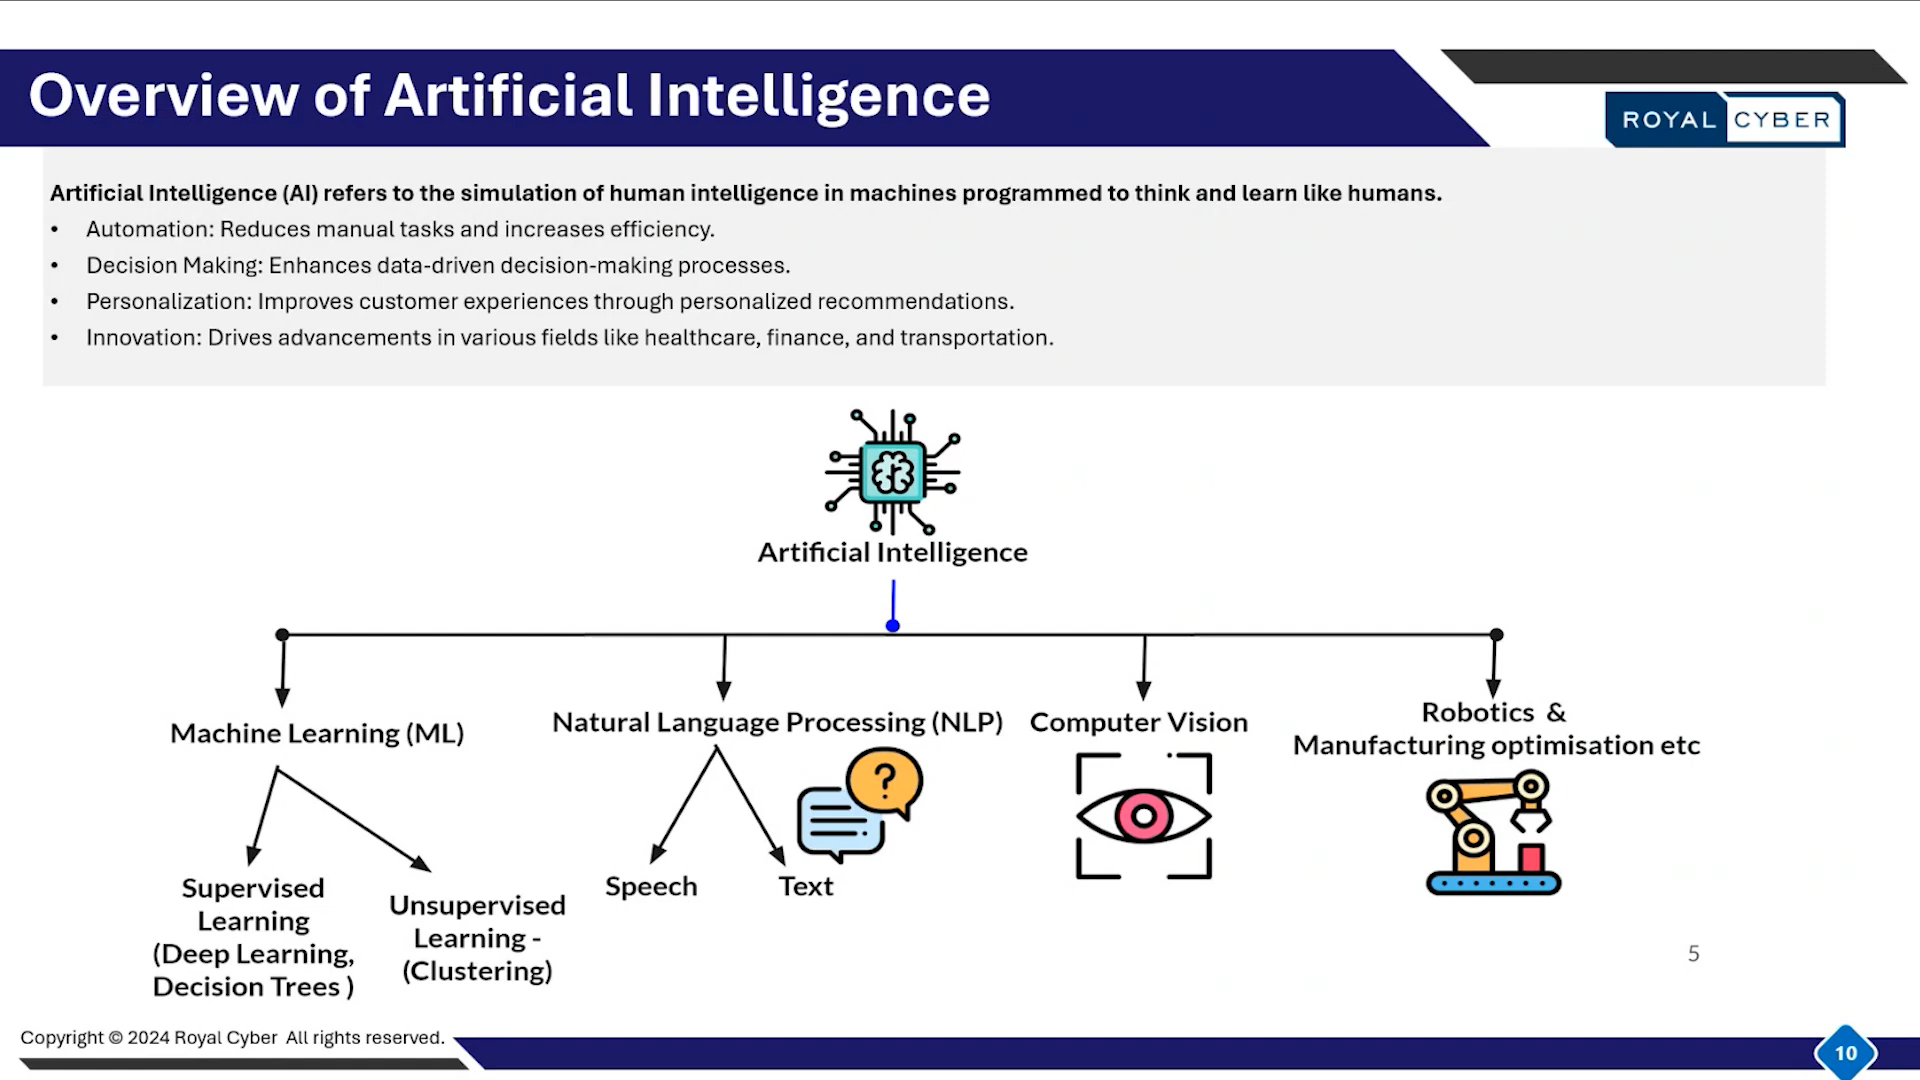 Overview of Artificial Intelligence
ROYAL CYBER
Artificial Intelligence (AI) refers to the simulation of human intelligence in machines programmed to think and learn like humans.
• Automation: Reduces manual tasks and increases efficiency.
• Decision Making: Enhances data-driven decision-making processes.
• Personalization: Improves customer experiences through personalized recommendations.
• Innovation: Drives advancements in various fields like healthcare, finance, and transportation.
Artificial Intelligence
Machine Learning (ML)
Natural Language Processing (NLP)
Computer Vision
Robotics &
Manufacturing optimisation etc
?
Supervised
Learning
(Deep Learning,
Decision Trees )
Unsupervised
Learning -
(Clustering)
Speech
Text
5
Copyright © 2024 Royal Cyber All rights reserved.
10